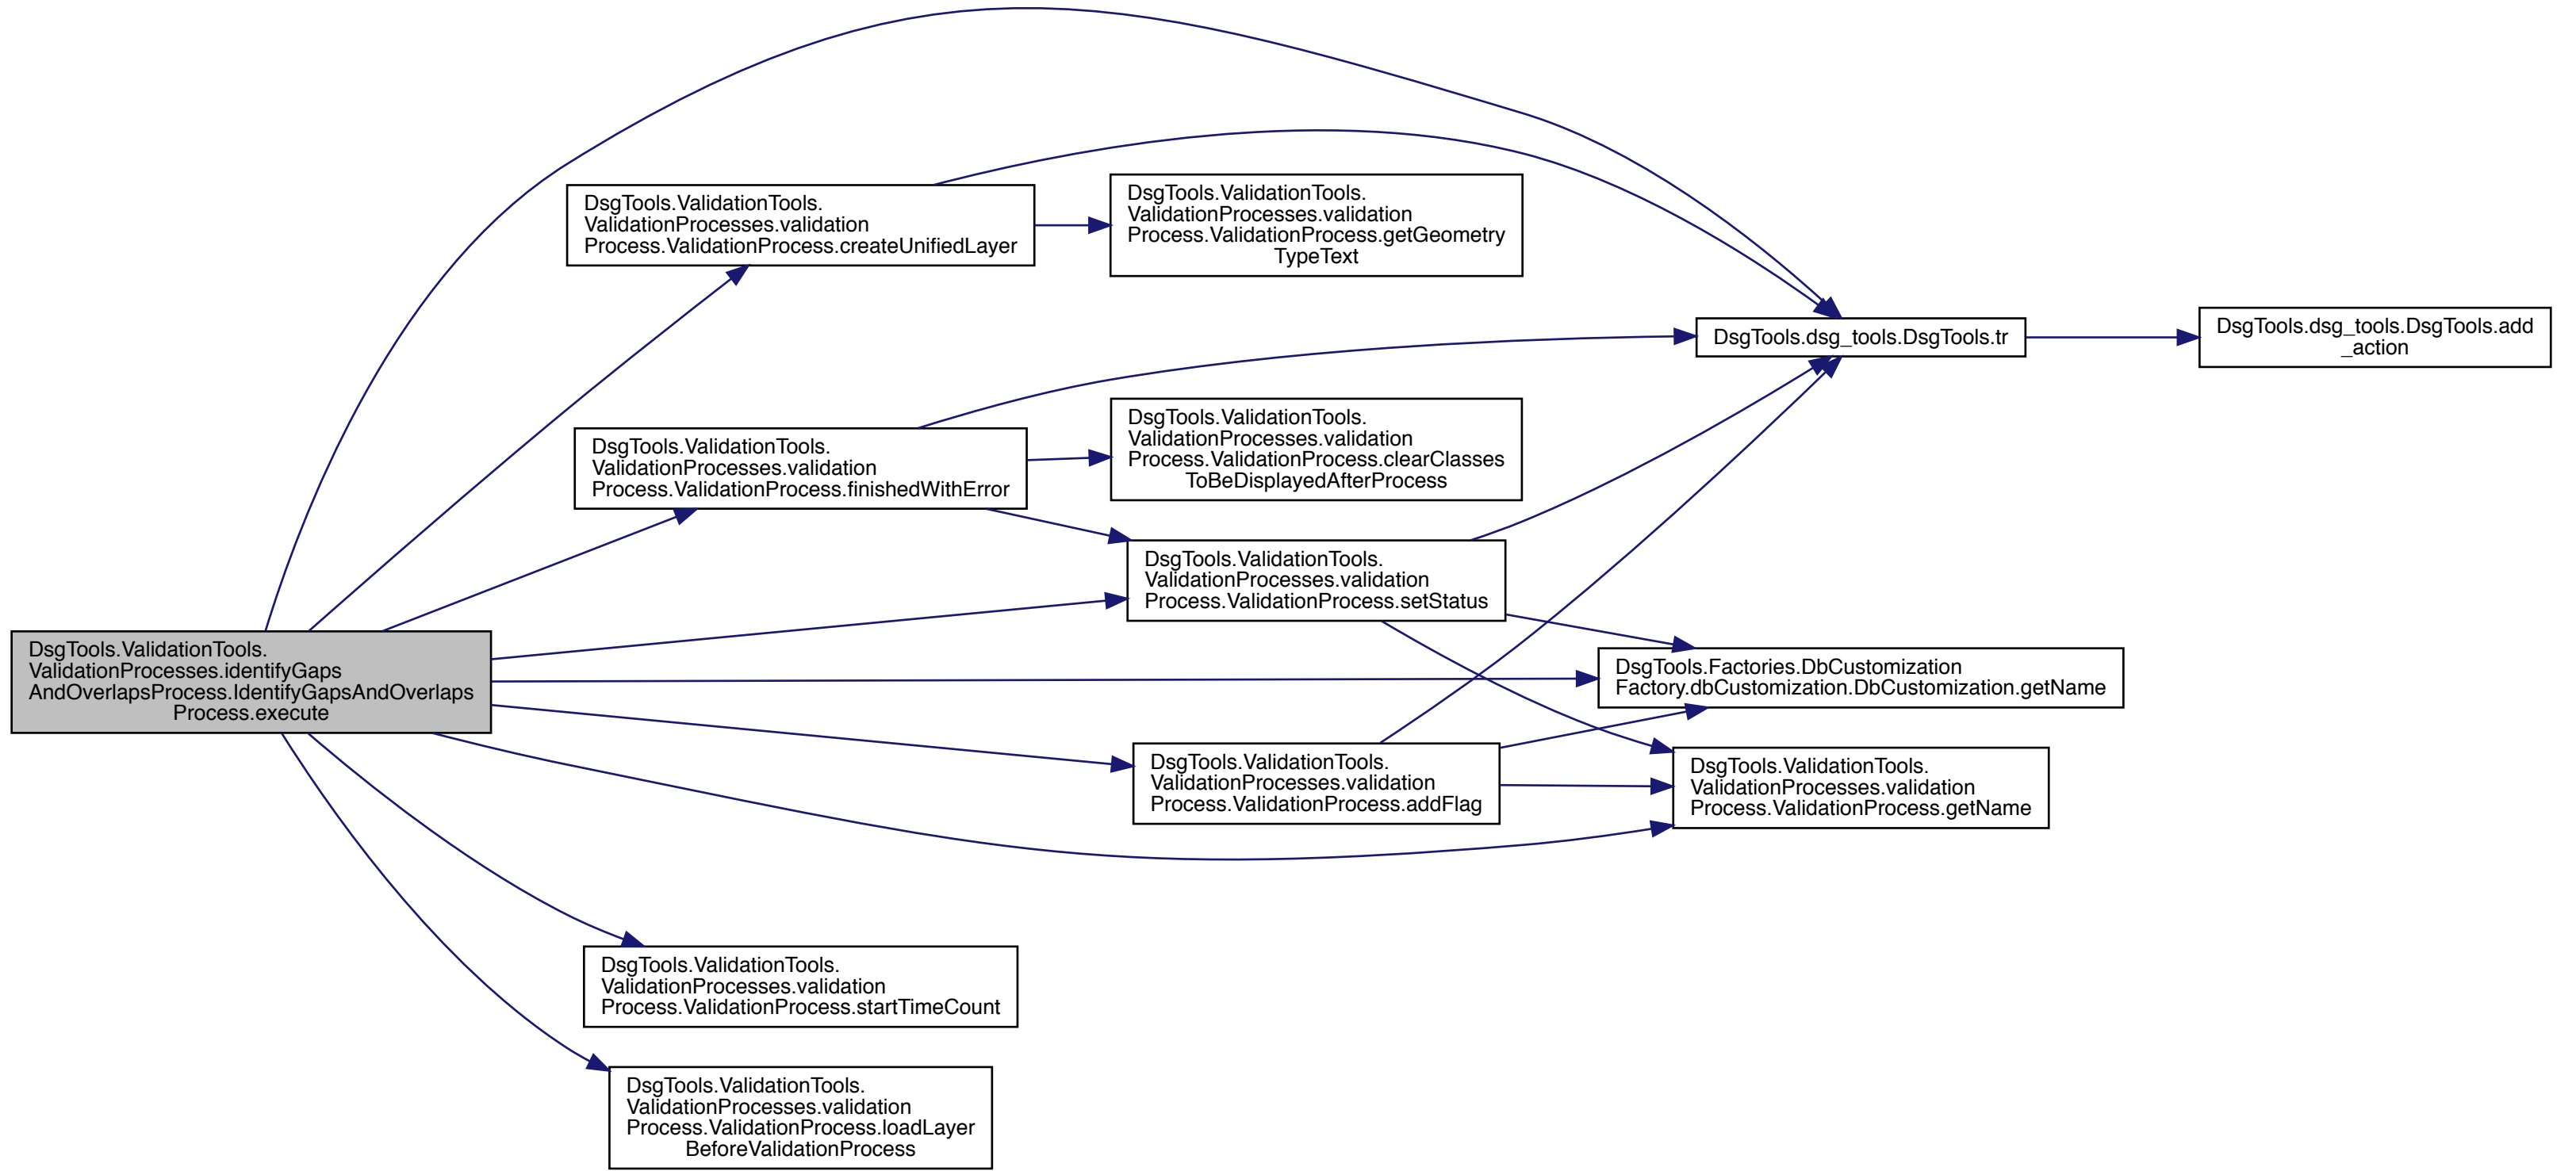 DsgTools.ValidationTools.
ValidationProcesses.identifyGaps
AndOverlapsProcess.IdentifyGapsAndOverlaps
Process.execute
DsgTools.ValidationTools.
ValidationProcesses.validation
Process.ValidationProcess.createUnifiedLayer
DsgTools.ValidationTools.
ValidationProcesses.validation
Process.ValidationProcess.getGeometry
TypeText
DsgTools.dsg_tools.DsgTools.tr
DsgTools.dsg_tools.DsgTools.add
_action
DsgTools.ValidationTools.
ValidationProcesses.validation
Process.ValidationProcess.finishedWithError
DsgTools.ValidationTools.
ValidationProcesses.validation
Process.ValidationProcess.clearClasses
ToBeDisplayedAfterProcess
DsgTools.ValidationTools.
ValidationProcesses.validation
Process.ValidationProcess.setStatus
DsgTools.Factories.DbCustomization
Factory.dbCustomization.DbCustomization.getName
DsgTools.ValidationTools.
ValidationProcesses.validation
Process.ValidationProcess.addFlag
DsgTools.ValidationTools.
ValidationProcesses.validation
Process.ValidationProcess.getName
DsgTools.ValidationTools.
ValidationProcesses.validation
Process.ValidationProcess.startTimeCount
DsgTools.ValidationTools.
ValidationProcesses.validation
Process.ValidationProcess.loadLayer
BeforeValidationProcess